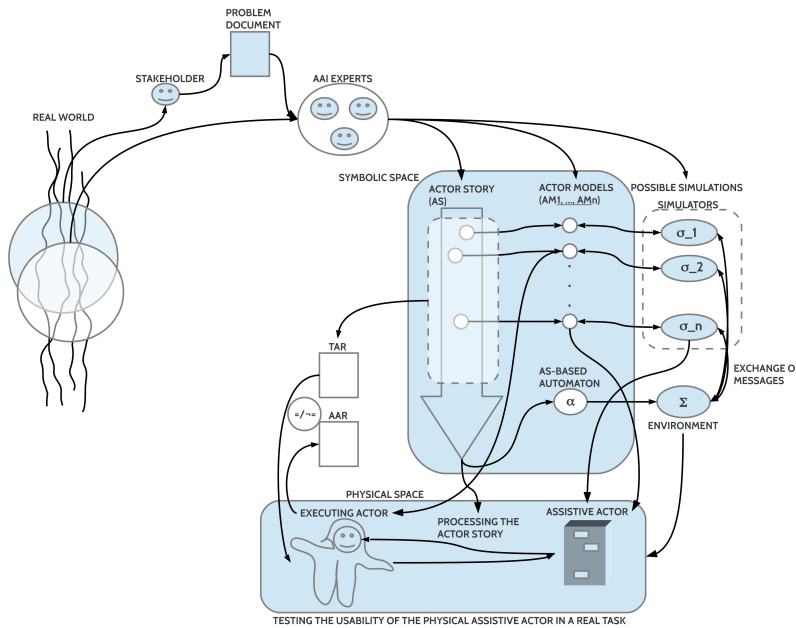 PROBLEM
DOCUMENT
STAKEHOLDER
AAI EXPERTS
REAL WORLD
SYMBOLIC SPACE
ACTOR STORY
(AS)
ACTOR MODELS
(AM1, ..., AMn)
POSSIBLE SIMULATIONS
SIMULATORS
σ_1
σ_2
σ_n
TAR
=/¬=
AAR
AS-BASED
AUTOMATON
α
Σ
ENVIRONMENT
EXCHANGE O
MESSAGES
PHYSICAL SPACE
EXECUTING ACTOR
PROCESSING THE
ACTOR STORY
ASSISTIVE ACTOR
TESTING THE USABILITY OF THE PHYSICAL ASSISTIVE ACTOR IN A REAL TASK